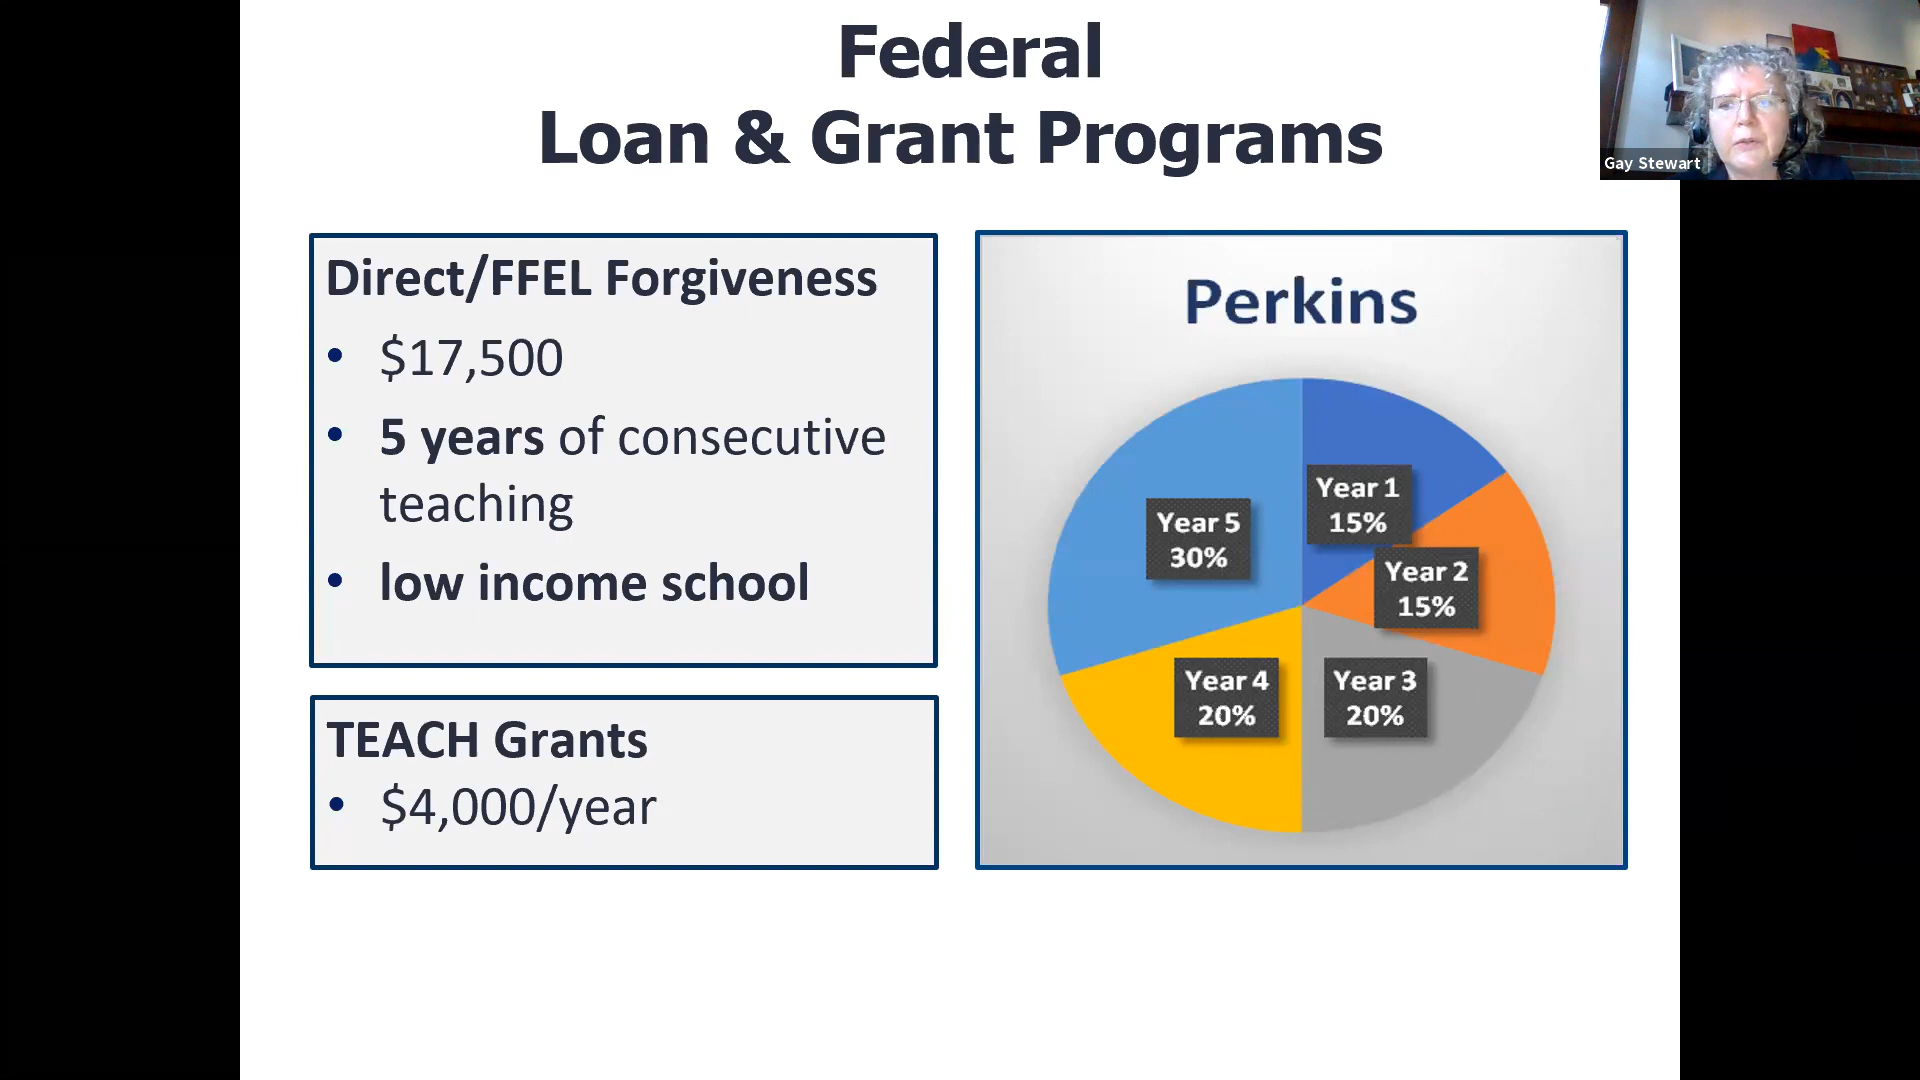 Federal
Loan & Grant Programs
Gay Stewart
Direct/FFEL Forgiveness
• $17,500
• 5 years of consecutive
teaching
• low income school
TEACH Grants
• $4,000/year
Perkins
Year 1
15%
Year 2
15%
Year 3
20%
Year 4
20%
Year 5
30%